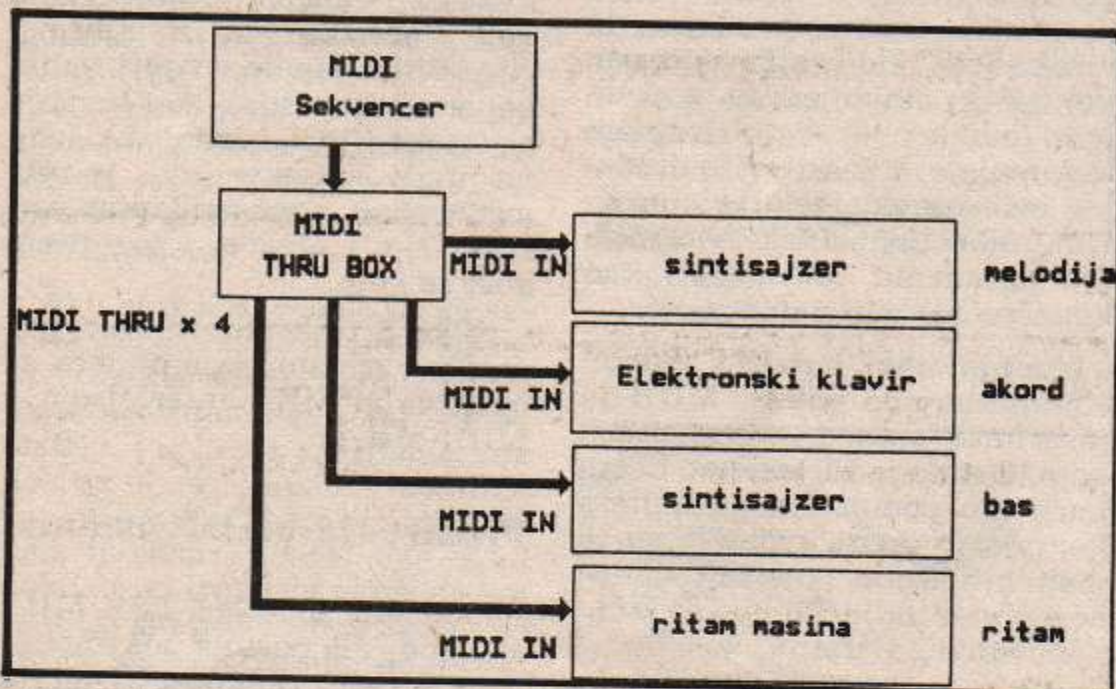 MIDI
Sekvencer
MIDI
THRU BOX
MIDI IN
sintisajzer
melodija
MIDI THRU x 4
MIDI IN
Elektronski klavir
akord
MIDI IN
sintisajzer
bas
MIDI IN
ritam masina
ritam